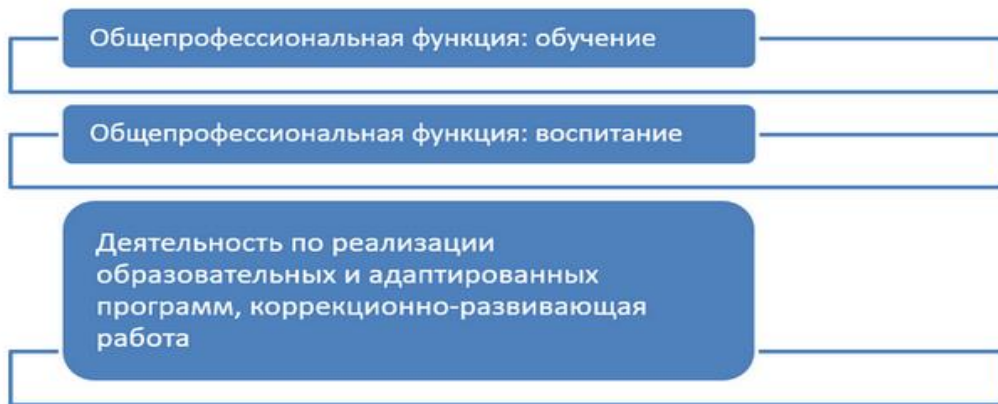 Общепрофессиональная функция: обучение
Общепрофессиональная функция: воспитание
Деятельность по реализации
образовательных и адаптированных
программ, коррекционно-развивающая
работа